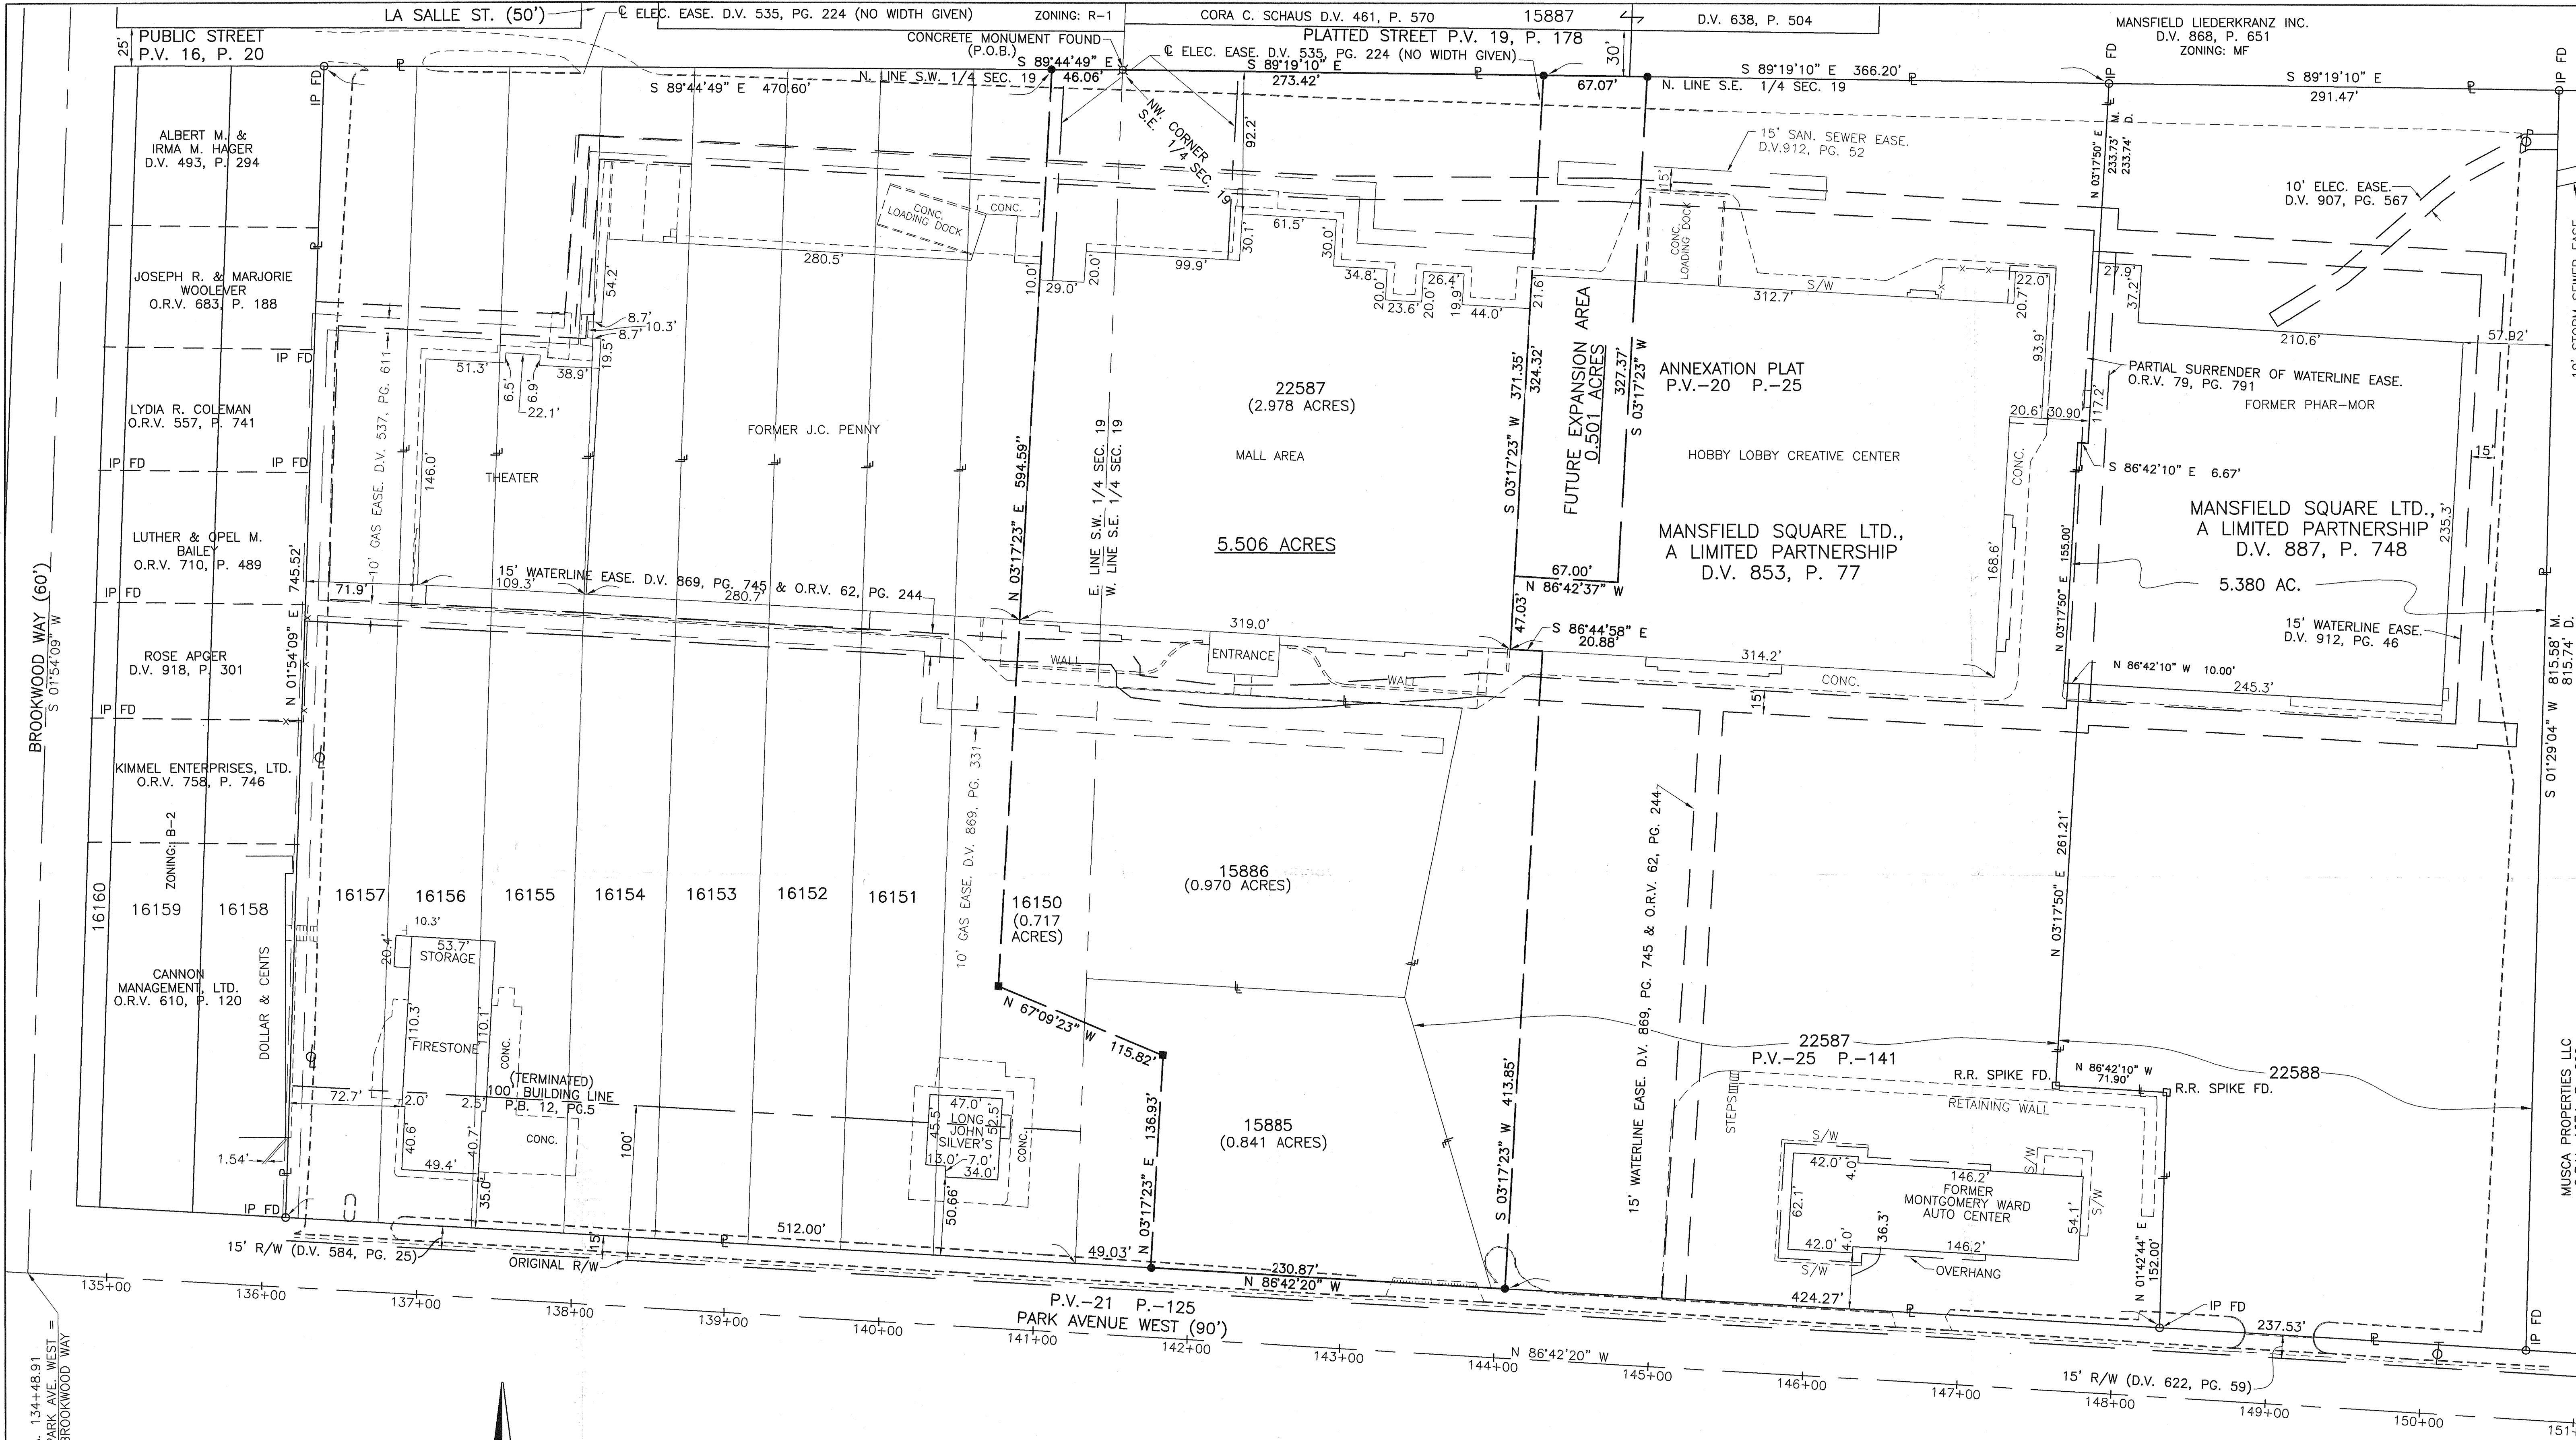 LA SALLE ST. (50')
℄ ELEC. EASE. D.V. 535, PG. 224 (NO WIDTH GIVEN)
ZONING: R-1
CORA C. SCHAUS D.V. 461, P. 570
15887
D.V. 638, P. 504
MANSFIELD LIEDERKRANZ INC.
D.V. 868, P. 651
ZONING: MF
25'
PUBLIC STREET
P.V. 16, P. 20
CONCRETE MONUMENT FOUND
(P.O.B.)
PLATTED STREET P.V. 19, P. 178
℄ ELEC. EASE. D.V. 535, PG. 224 (NO WIDTH GIVEN)
30'
IP FD
S 89°44'49" E
46.06'
N. LINE S.W. 1/4 SEC. 19
S 89°44'49" E 470.60'
S 89°19'10" E
273.42'
67.07'
S 89°19'10" E 366.20'
N. LINE S.E. 1/4 SEC. 19
IP FD
S 89°19'10" E
291.47'
IP FD
NW. CORNER
S.E. 1/4 SEC. 19
92.2'
15' SAN. SEWER EASE.
D.V.912, PG. 52
15'
N 03°17'50" E
233.73' M.
233.74' D.
10' ELEC. EASE.
D.V. 907, PG. 567
10' STORM SEWER EASE.
ALBERT M. &
IRMA M. HAGER
D.V. 493, P. 294
JOSEPH R. & MARJORIE
WOOLEVER
O.R.V. 683, P. 188
IP FD
LYDIA R. COLEMAN
O.R.V. 557, P. 741
IP FD
IP FD
LUTHER & OPEL M.
BAILEY
O.R.V. 710, P. 489
IP FD
ROSE APGER
D.V. 918, P. 301
IP FD
KIMMEL ENTERPRISES, LTD.
O.R.V. 758, P. 746
ZONING: B-2
CANNON
MANAGEMENT, LTD.
O.R.V. 610, P. 120
DOLLAR & CENTS
BROOKWOOD WAY (60')
S 01°54'09" W
N 01°54'09" E 745.52'
10' GAS EASE. D.V. 537, PG. 611
CONC.
LOADING DOCK
CONC.
280.5'
54.2'
8.7'
10.3'
8.7'
19.5'
51.3'
6.5'
6.9'
38.9'
22.1'
146.0'
THEATER
FORMER J.C. PENNY
10.0'
29.0'
20.0'
99.9'
30.1'
61.5'
30.0'
34.8'
20.0'
23.6'
20.0'
26.4'
19.9'
44.0'
21.6'
CONC.
LOADING DOCK
S/W
312.7'
22.0'
20.7'
93.9'
27.9'
37.2'
210.6'
57.92'
22587
(2.978 ACRES)
MALL AREA
5.506 ACRES
N 03°17'23" E 594.59"
E. LINE S.W. 1/4 SEC. 19
W. LINE S.E. 1/4 SEC. 19
S 03°17'23" W 371.35'
324.32'
FUTURE EXPANSION AREA
0.501 ACRES
327.37'
S 03°17'23" W
67.00'
N 86°42'37" W
47.03'
S 86°44'58" E
20.88'
ANNEXATION PLAT
P.V.-20 P.-25
HOBBY LOBBY CREATIVE CENTER
MANSFIELD SQUARE LTD.,
A LIMITED PARTNERSHIP
D.V. 853, P. 77
PARTIAL SURRENDER OF WATERLINE EASE.
O.R.V. 79, PG. 791
FORMER PHAR-MOR
117.2'
20.6'
30.90'
S 86°42'10" E 6.67'
CONC.
168.6'
N 03°17'50" E 155.00'
15'
235.3'
MANSFIELD SQUARE LTD.,
A LIMITED PARTNERSHIP
D.V. 887, P. 748
5.380 AC.
15' WATERLINE EASE.
D.V. 912, PG. 46
N 86°42'10" W 10.00'
245.3'
S 01°29'04" W 815.58' M.
815.74' D.
71.9'
15' WATERLINE EASE. D.V. 869, PG. 745 & O.R.V. 62, PG. 244
109.3'
280.7'
319.0'
WALL
ENTRANCE
WALL
314.2'
CONC.
15'
10' GAS EASE. D.V. 869, PG. 331
15' WATERLINE EASE. D.V. 869, PG. 745 & O.R.V. 62, PG. 244
N 03°17'50" E 261.21'
16160
16159
16158
16157
16156
16155
16154
16153
16152
16151
16150
(0.717
ACRES)
15886
(0.970 ACRES)
15885
(0.841 ACRES)
N 67°09'23" W 115.82'
N 03°17'23" E 136.93'
S 03°17'23" W 413.85'
10.3'
20.4'
53.7'
STORAGE
110.3'
110.1'
FIRESTONE
CONC.
(TERMINATED)
100' BUILDING LINE
P.B. 12, PG.5
72.7'
2.0'
2.5'
40.6'
40.7'
49.4'
35.0'
CONC.
1.54'
100'
47.0'
45.5'
52.5'
LONG
JOHN
SILVER'S
CONC.
13.0'
7.0'
34.0'
50.66'
22587
P.V.-25 P.-141
22588
R.R. SPIKE FD.
N 86°42'10" W
71.90'
R.R. SPIKE FD.
STEPS
RETAINING WALL
S/W
42.0'
4.0'
146.2'
S/W
62.1'
FORMER
MONTGOMERY WARD
AUTO CENTER
54.1'
S/W
42.0'
4.0'
36.3'
146.2'
S/W
OVERHANG
N 01°42'44" E
152.00'
MUSCA PROPERTIES LLC
IP FD
15' R/W (D.V. 584, PG. 25)
512.00'
15'
ORIGINAL R/W
49.03'
230.87'
N 86°42'20" W
424.27'
IP FD
237.53'
IP FD
P.V.-21 P.-125
PARK AVENUE WEST (90')
N 86°42'20" W
15' R/W (D.V. 622, PG. 59)
135+00
136+00
137+00
138+00
139+00
140+00
141+00
142+00
143+00
144+00
145+00
146+00
147+00
148+00
149+00
150+00
134+48.91
PARK AVE. WEST =
BROOKWOOD WAY